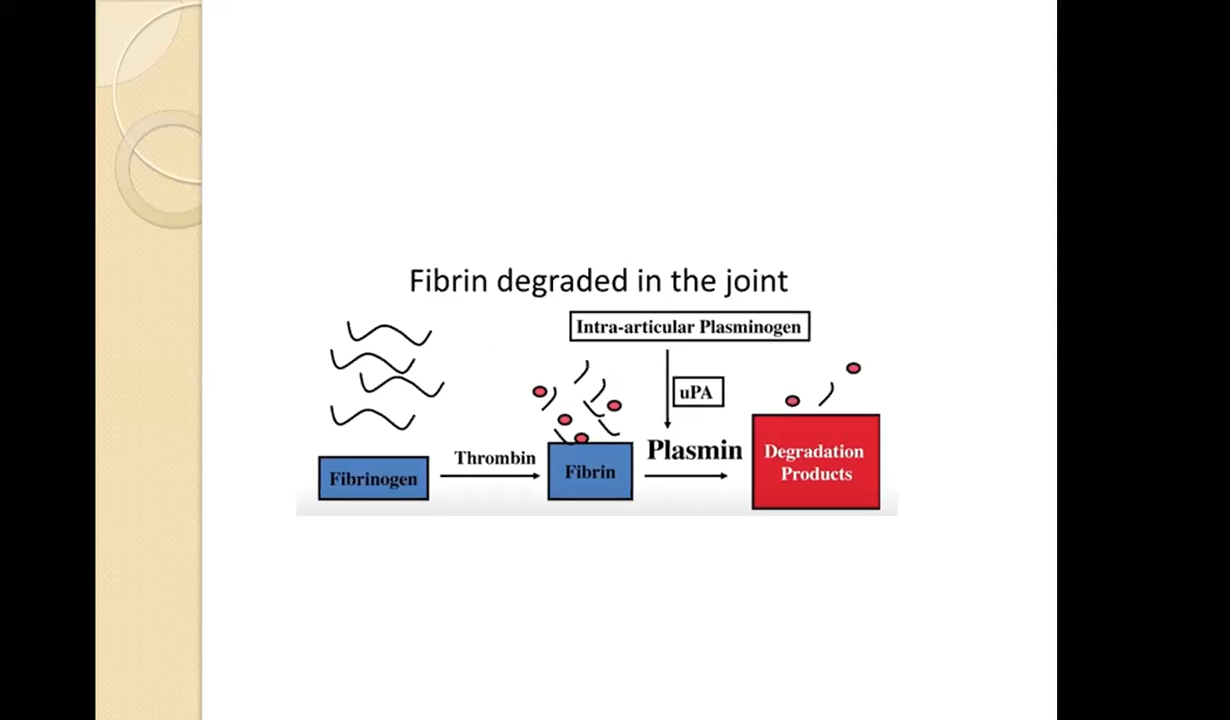 Fibrin degraded in the joint
Intra-articular Plasminogen
uPA
Thrombin
Plasmin
Fibrinogen
Fibrin
Degradation
Products